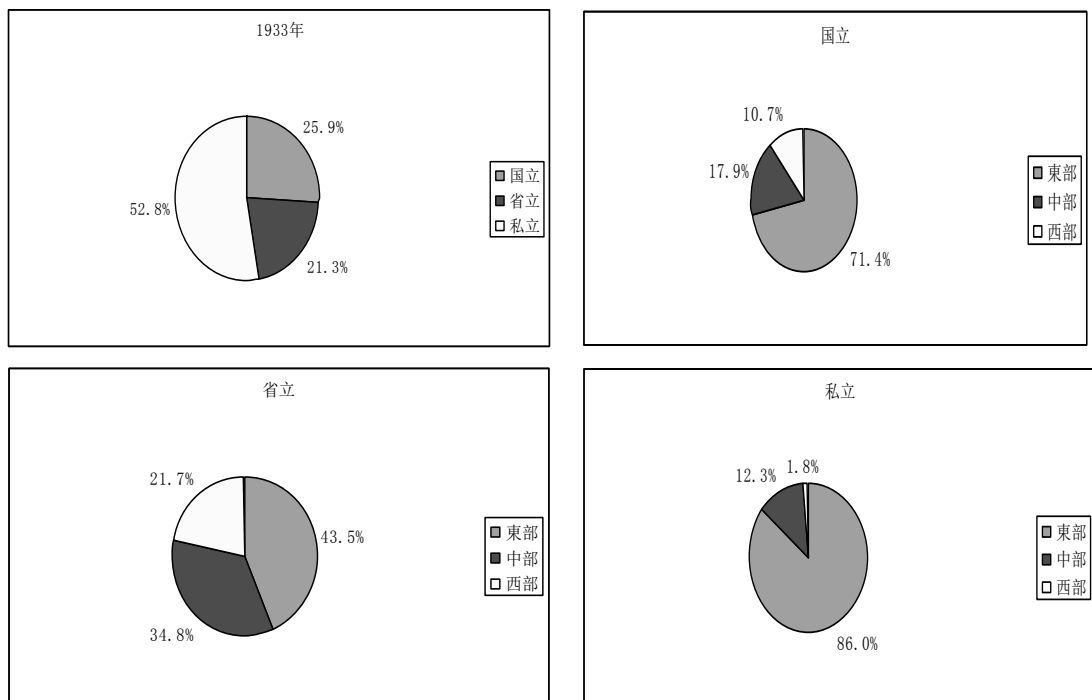 1933年
25.9%
52.8%
21.3%
国立
省立
私立
国立
10.7%
17.9%
71.4%
東部
中部
西部
省立
21.7%
43.5%
34.8%
東部
中部
西部
私立
1.8%
12.3%
86.0%
東部
中部
西部